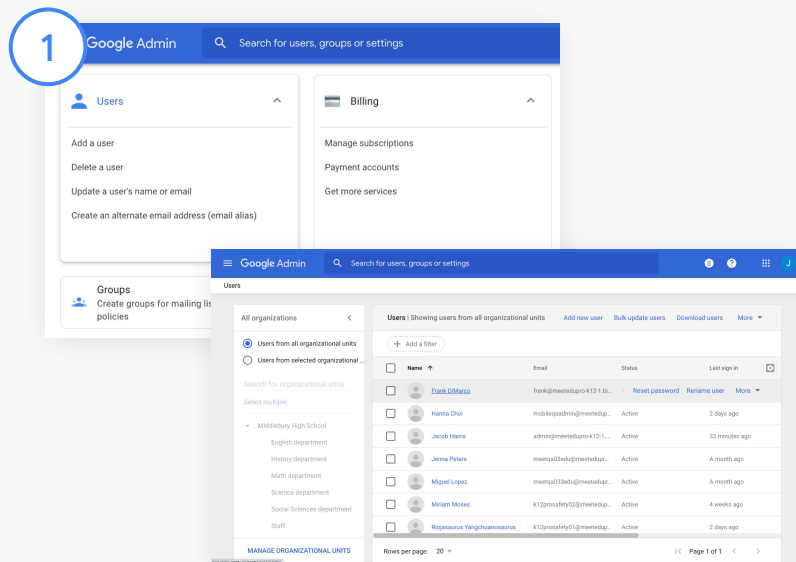 1
Google Admin
Search for users, groups or settings
Users
Billing
Add a user
Manage subscriptions
Delete a user
Payment accounts
Update a user's name or email
Get more services
Create an alternate email address (email alias)
Groups
Create groups for mailing lis
policies
Google Admin
Search for users, groups or settings
?
J
Users
All organizations
Users from all organizational units
Users from selected organizational ...
Search for organizational units
Select multiple
Middlebury High School
English department
History department
Math department
Science department
Social Sciences department
Staff
MANAGE ORGANIZATIONAL UNITS
Users | Showing users from all organizational units Add new user Bulk update users Download users More
+ Add a filter
Name Email Status Last sign in
Frank DiMarco frank@meetedupro-k12-1.bi... Reset password Rename user More
Hanna Choi mobileqaadmin@meetedup... Active 2 days ago
Jacob Harris admin@meetedupro-k12-1.... Active 33 minutes ago
Jenna Peters meetqa03edu@meetedupr... Active A month ago
Miguel Lopez meetqa033edu@meetedupr... Active A month ago
Miriam Moses k12prosafety02@meetedup... Active 4 weeks ago
Riojasaurus Yangchuanosaurus k12prosafety01@meetedup... Active 2 days ago
Rows per page: 20 Page 1 of 1